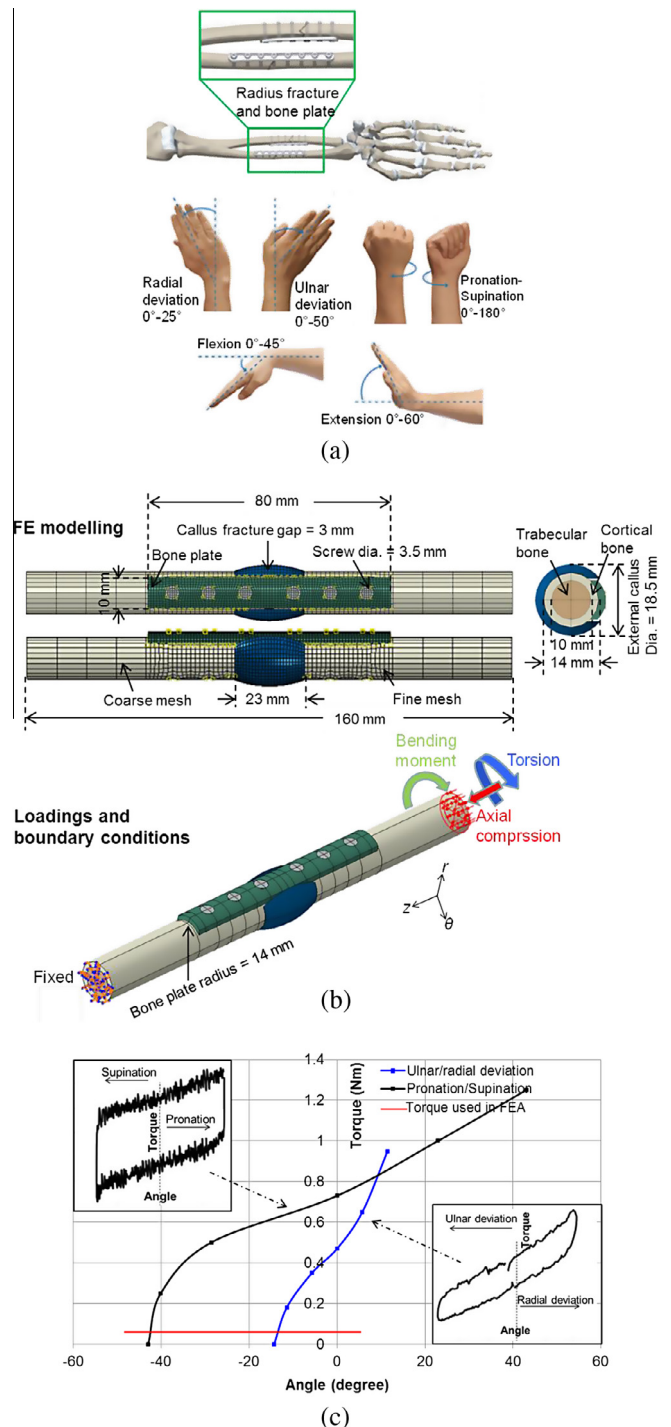 Radius fracture
and bone plate
Radial
deviation
0°-25°
Ulnar
deviation
0°-50°
Pronation-
Supination
0°-180°
Flexion 0°-45°
Extension 0°-60°
(a)
80 mm
FE modelling
Callus fracture gap = 3 mm
Bone plate
Screw dia. = 3.5 mm
10 mm
Trabecular
bone
Cortical
bone
External callus
Dia. = 18.5 mm
10 mm
14 mm
Coarse mesh
23 mm
Fine mesh
160 mm
Bending
moment
Torsion
Loadings and
boundary conditions
Axial
comprssion
r
z
θ
Fixed
Bone plate radius = 14 mm
(b)
Supination
Pronation
Torque
Angle
Torque (Nm)
1.4
1.2
1
0.8
0.6
0.4
0.2
0
Ulnar/radial deviation
Pronation/Supination
Torque used in FEA
Ulnar deviation
Torque
Radial deviation
Angle
-60
-40
-20
0
20
40
60
Angle (degree)
(c)